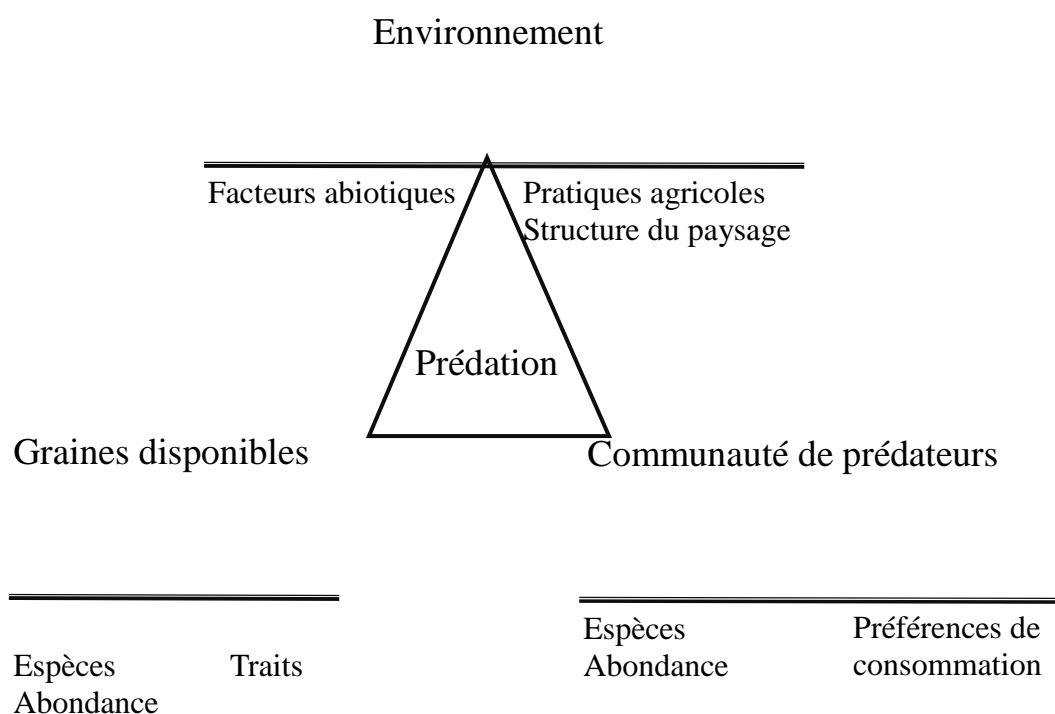 Environnement
Facteurs abiotiques
Pratiques agricoles
Structure du paysage
Prédation
Graines disponibles
Communauté de prédateurs
Espèces
Abondance
Traits
Espèces
Abondance
Préférences de
consommation